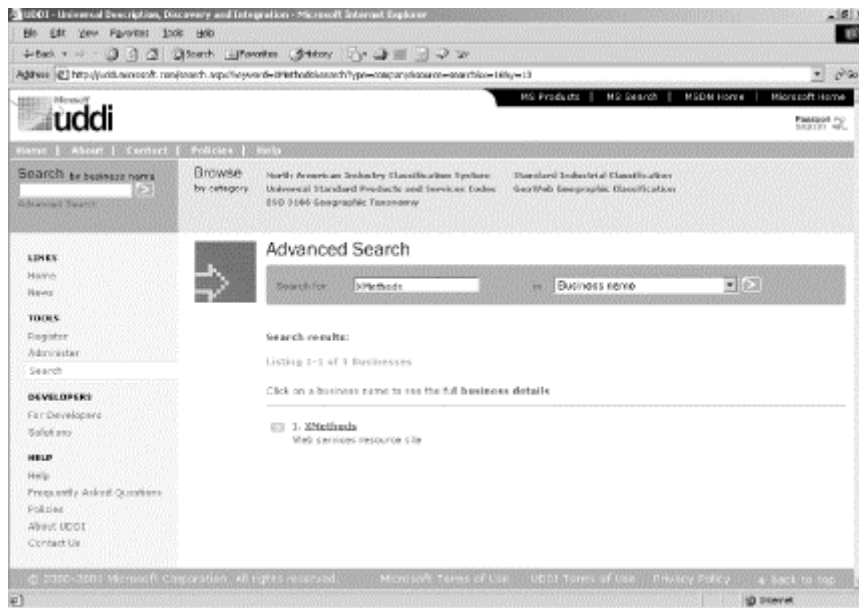 UDDI - Universal Description, Discovery and Integration - Microsoft Internet Explorer
File Edit View Favorites Tools Help
Back Search Favorites History
Address
MS Products | MS Search | MSDN Home | Microsoft Home
Microsoft
uddi
Passport
Home | About | Contact | Policies | Help
Search by business name
Advanced Search
Browse
by category
North American Industry Classification System
Universal Standard Products and Services Codes
ISO 3166 Geographic Taxonomy
Standard Industrial Classification
GeoWeb Geographic Classification
LINKS
Home
News
TOOLS
Register
Administer
Search
DEVELOPERS
For Developers
Solutions
HELP
Help
Frequently Asked Questions
Policies
About UDDI
Contact Us
Advanced Search
Search for XMethods in Business name
Search results:
Listing 1-1 of 1 Businesses
Click on a business name to see the full business details
1. XMethods
Web services resource site
© 2000-2001 Microsoft Corporation. All rights reserved. Microsoft Terms of Use UDDI Terms of Use Privacy Policy Back to top
Internet